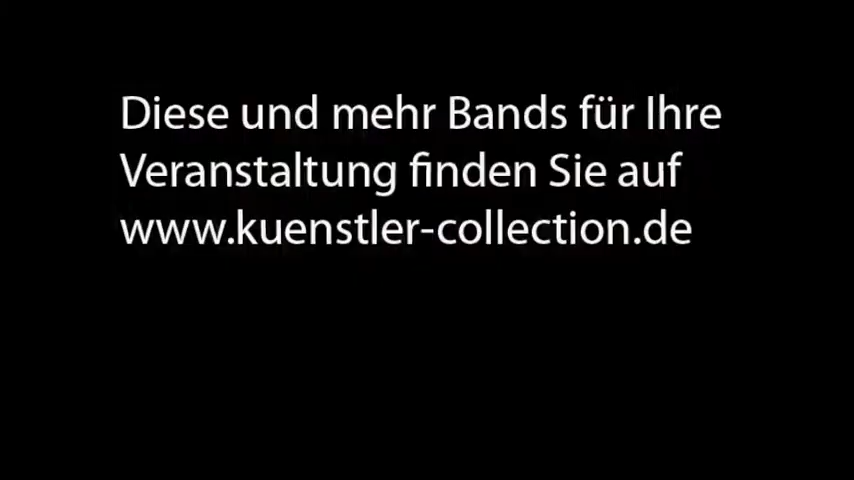 Diese und mehr Bands für Ihre
Veranstaltung finden Sie auf
www.kuenstler-collection.de